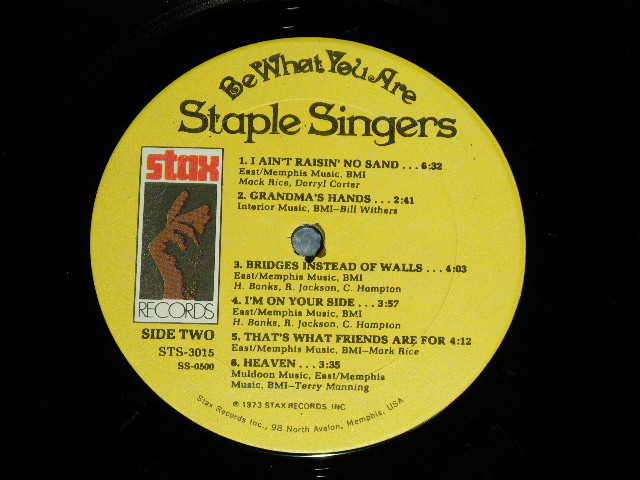 Be What You Are
Staple Singers
stax
RECORDS
SIDE TWO
STS-3015
SS-0500
1. I AIN'T RAISIN' NO SAND . . . 6:32
East/Memphis Music, BMI
Mack Rice, Darryl Carter
2. GRANDMA'S HANDS . . . 2:41
Interior Music, BMI-Bill Withers
3. BRIDGES INSTEAD OF WALLS . . . 4:03
East/Memphis Music, BMI
H. Banks, R. Jackson, C. Hampton
4. I'M ON YOUR SIDE . . . 3:57
East/Memphis Music, BMI
H. Banks, R. Jackson, C. Hampton
5. THAT'S WHAT FRIENDS ARE FOR 4:12
East/Memphis Music, BMI-Mark Rice
6. HEAVEN . . . 3:35
Muldoon Music, East/Memphis
Music, BMI-Terry Manning
℗ 1973 STAX RECORDS INC
Stax Records Inc., 98 North Avalon, Memphis, USA